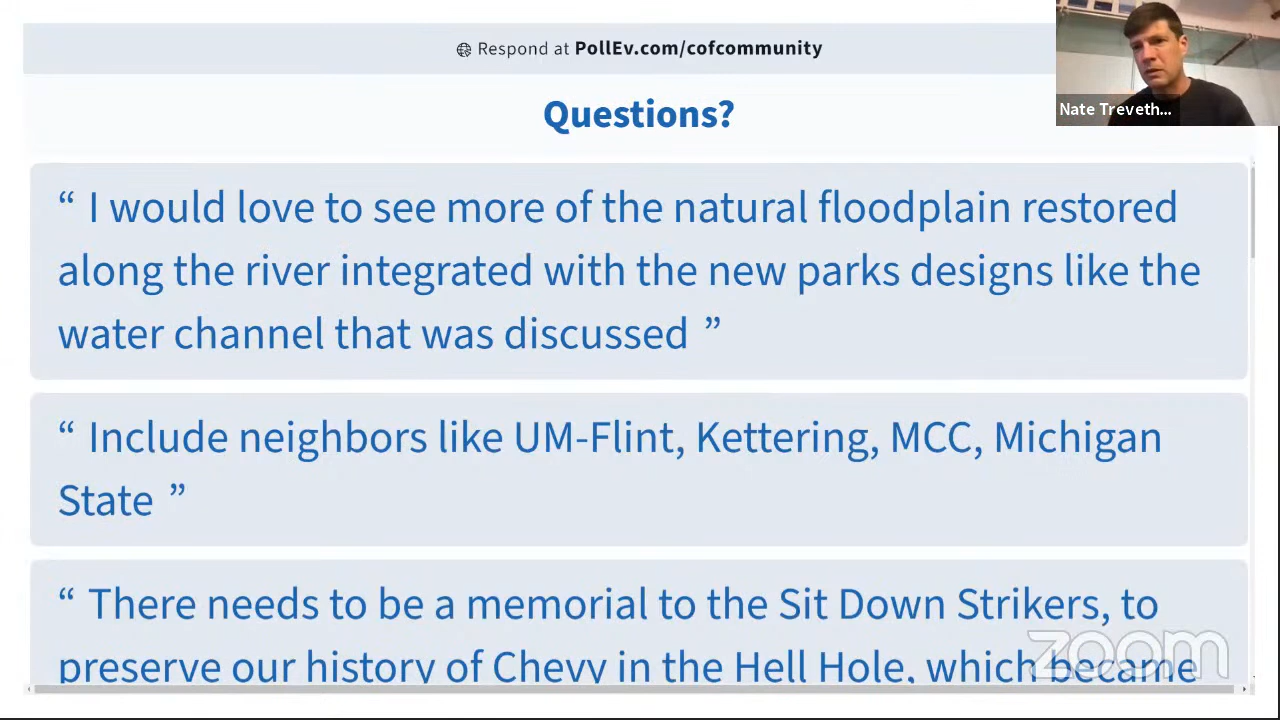 Respond at PollEv.com/cofcommunity
Nate Treveth...
Questions?
“ I would love to see more of the natural floodplain restored
along the river integrated with the new parks designs like the
water channel that was discussed ”
“ Include neighbors like UM-Flint, Kettering, MCC, Michigan
State ”
“ There needs to be a memorial to the Sit Down Strikers, to
preserve our history of Chevy in the Hell Hole, which became
zoom